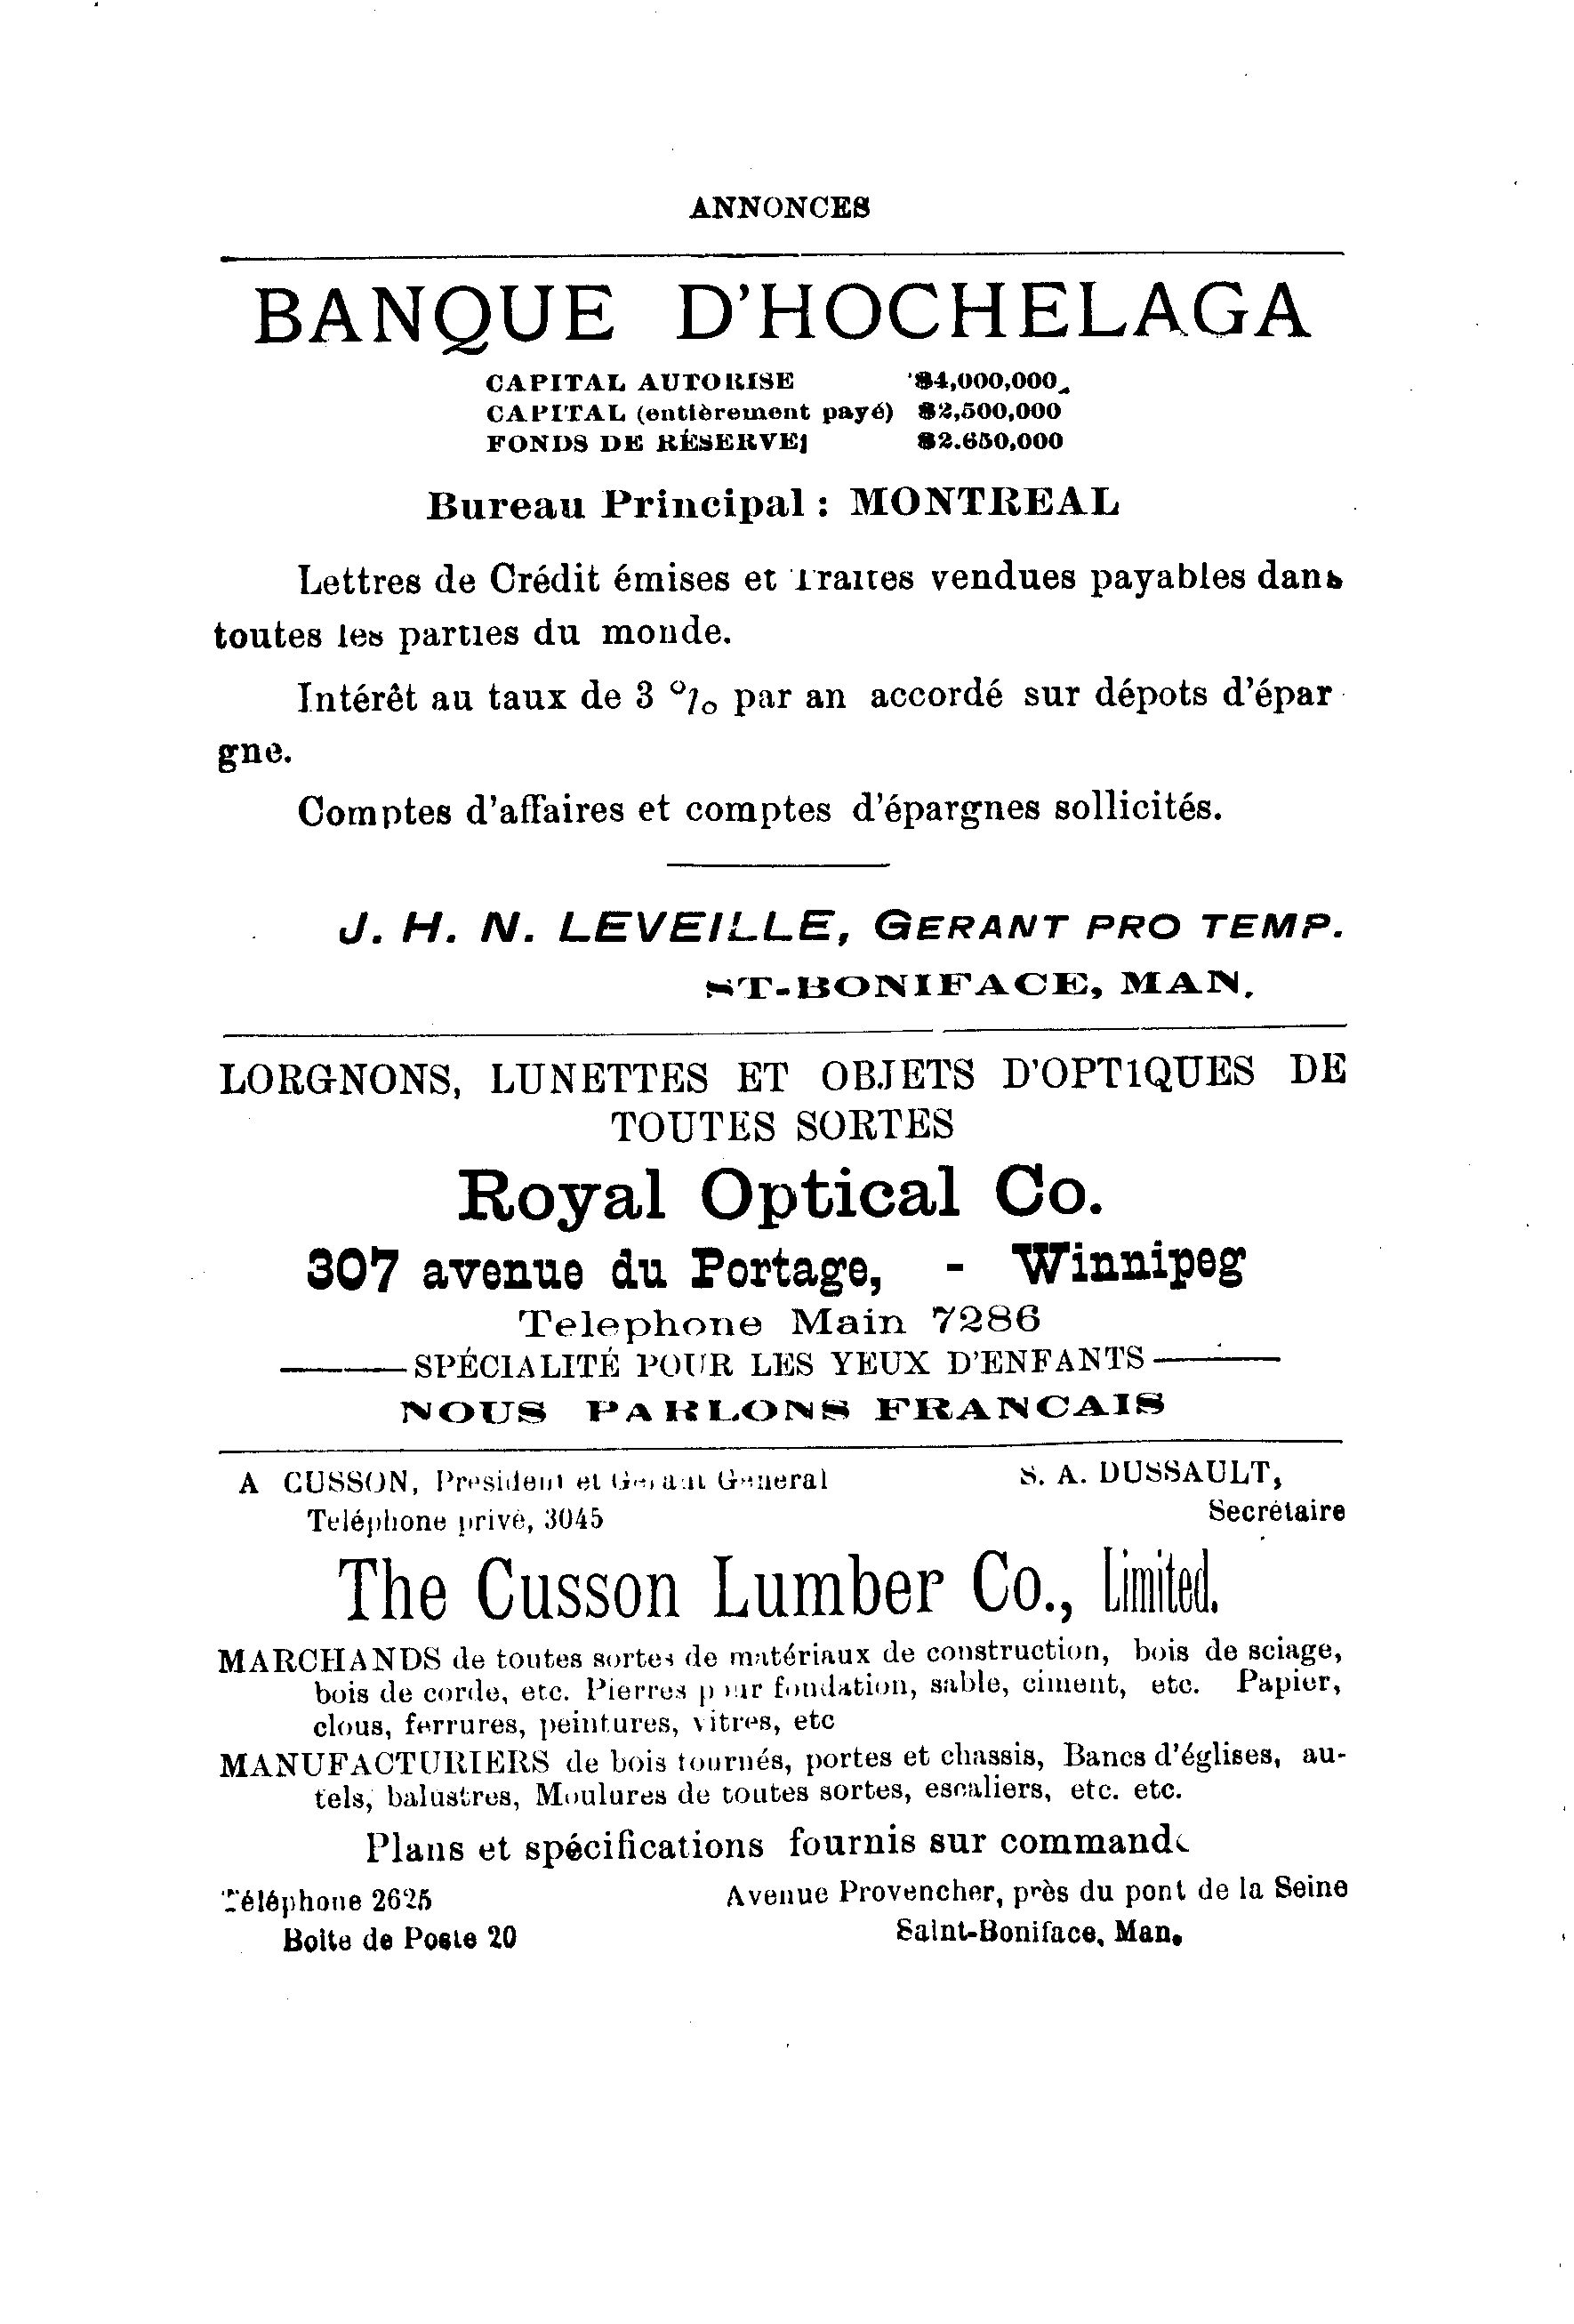 ANNONCES
BANQUE D'HOCHELAGA
CAPITAL AUTORISE $4,000,000
CAPITAL (entièrement payé) $2,500,000
FONDS DE RÉSERVE $2.650,000
Bureau Principal : MONTREAL
Lettres de Crédit émises et Traites vendues payables dans
toutes les parties du monde.
Intérêt au taux de 3 % par an accordé sur dépots d'épar
gne.
Comptes d'affaires et comptes d'épargnes sollicités.
J. H. N. LEVEILLE, GERANT PRO TEMP.
ST-BONIFACE, MAN.
LORGNONS, LUNETTES ET OBJETS D'OPTIQUES DE
TOUTES SORTES
Royal Optical Co.
307 avenue du Portage, - Winnipeg
Telephone Main 7286
SPÉCIALITÉ POUR LES YEUX D'ENFANTS
NOUS PARLONS FRANCAIS
A CUSSON, President et Gerant General S. A. DUSSAULT,
Teléphone privé, 3045 Secrétaire
The Cusson Lumber Co., Limited.
MARCHANDS de toutes sortes de matériaux de construction, bois de sciage,
bois de corde, etc. Pierres pour fondation, sable, ciment, etc. Papier,
clous, ferrures, peintures, vitres, etc
MANUFACTURIERS de bois tournés, portes et chassis, Bancs d'églises, au-
tels, balustres, Moulures de toutes sortes, escaliers, etc. etc.
Plans et spécifications fournis sur commande
Téléphone 2625 Avenue Provencher, près du pont de la Seine
Boite de Poste 20 Saint-Boniface, Man.